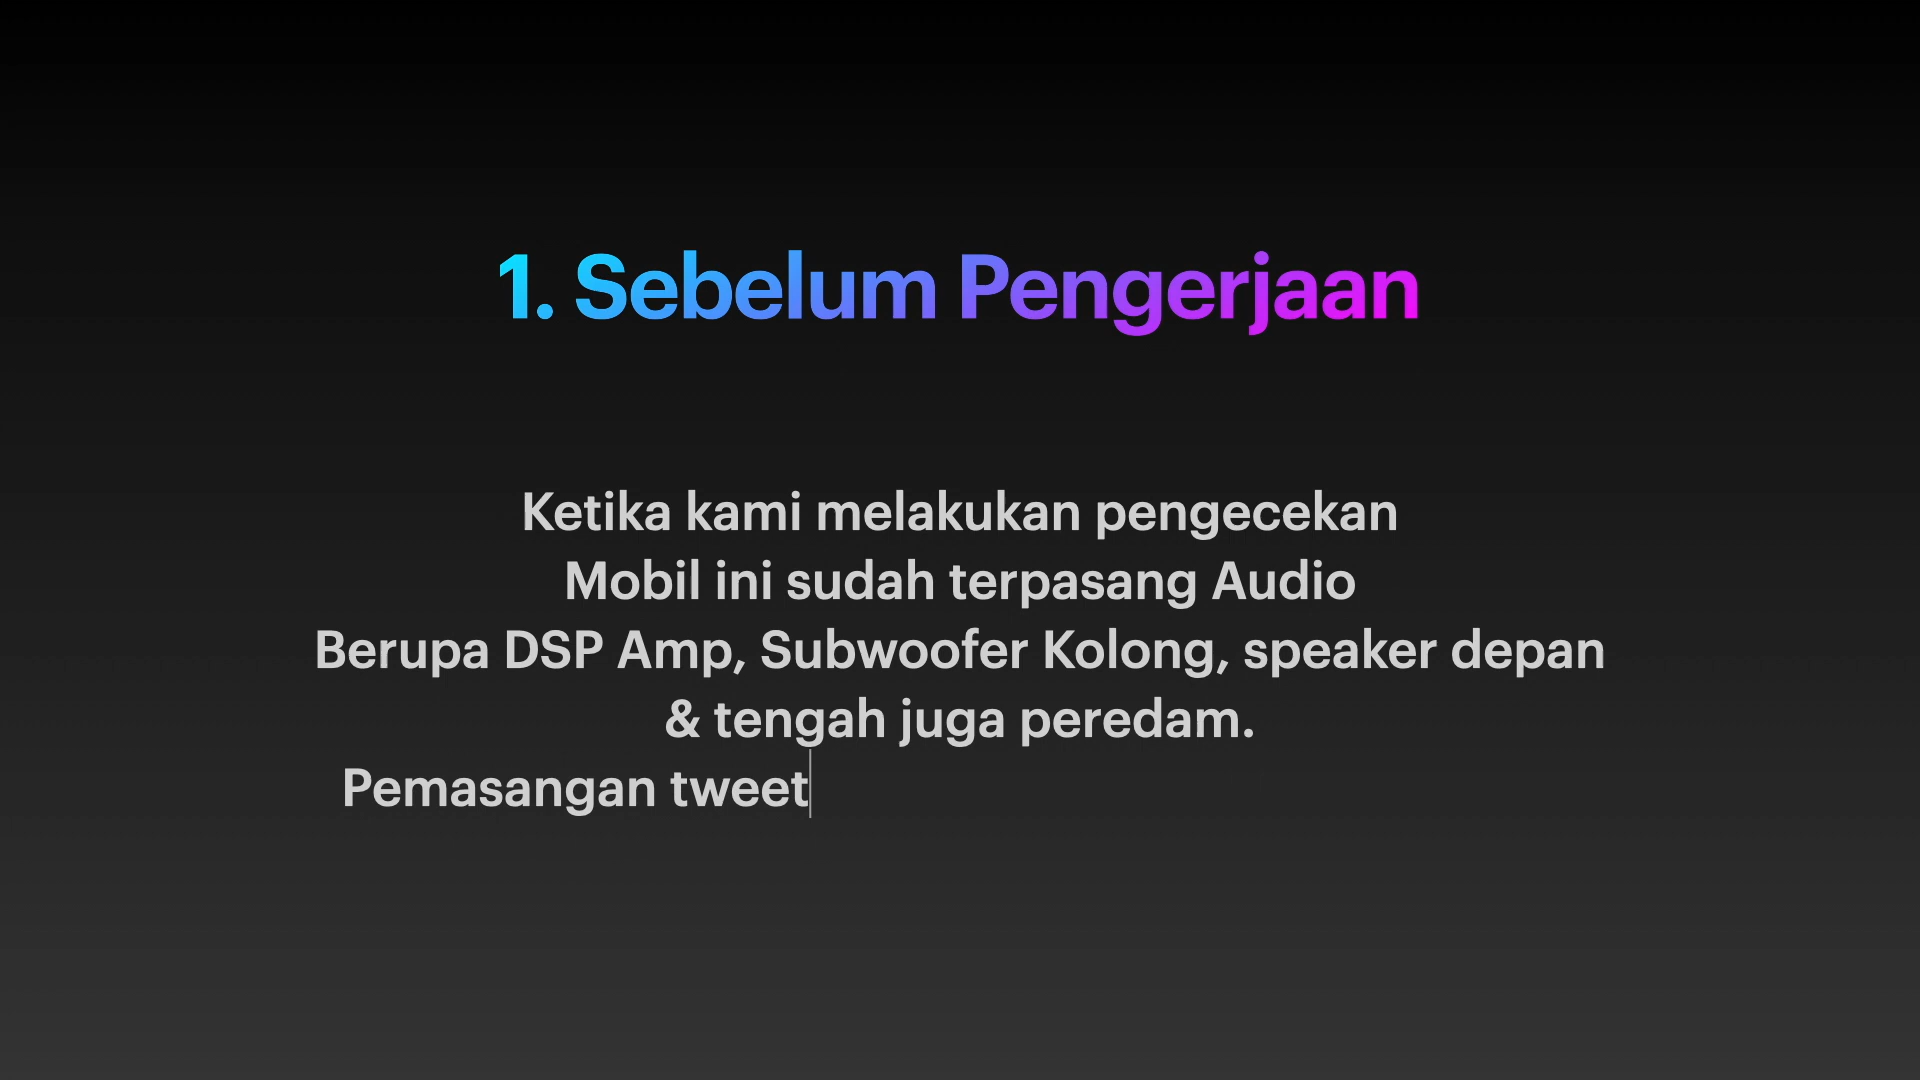 1. Sebelum Pengerjaan
Ketika kami melakukan pengecekan
Mobil ini sudah terpasang Audio
Berupa DSP Amp, Subwoofer Kolong, speaker depan
& tengah juga peredam.
Pemasangan tweet